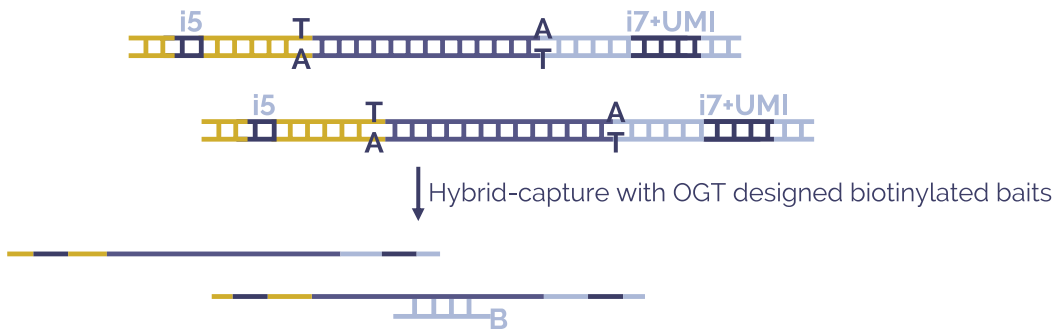 i5 T A i7+UMI
A T
i5 T A i7+UMI
A T
Hybrid-capture with OGT designed biotinylated baits
B